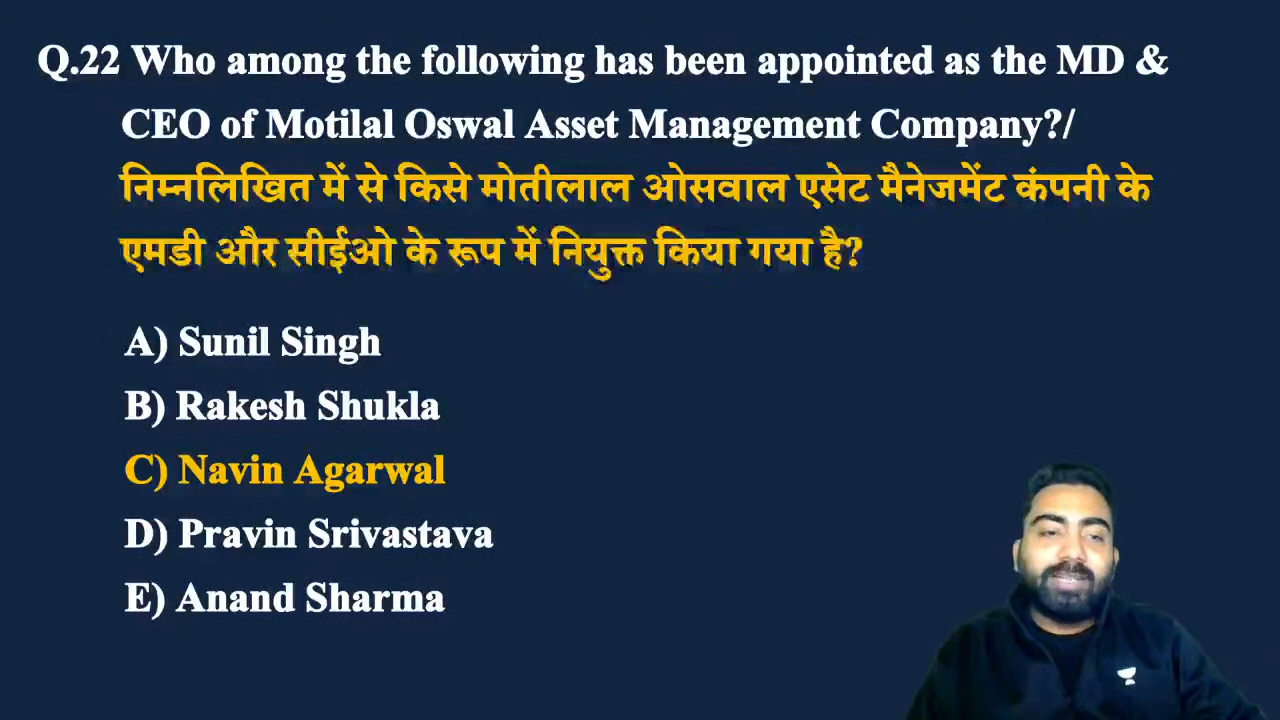 Q.22 Who among the following has been appointed as the MD &
CEO of Motilal Oswal Asset Management Company?/
निम्नलिखित में से किसे मोतीलाल ओसवाल एसेट मैनेजमेंट कंपनी के
एमडी और सीईओ के रूप में नियुक्त किया गया है?
A) Sunil Singh
B) Rakesh Shukla
C) Navin Agarwal
D) Pravin Srivastava
E) Anand Sharma